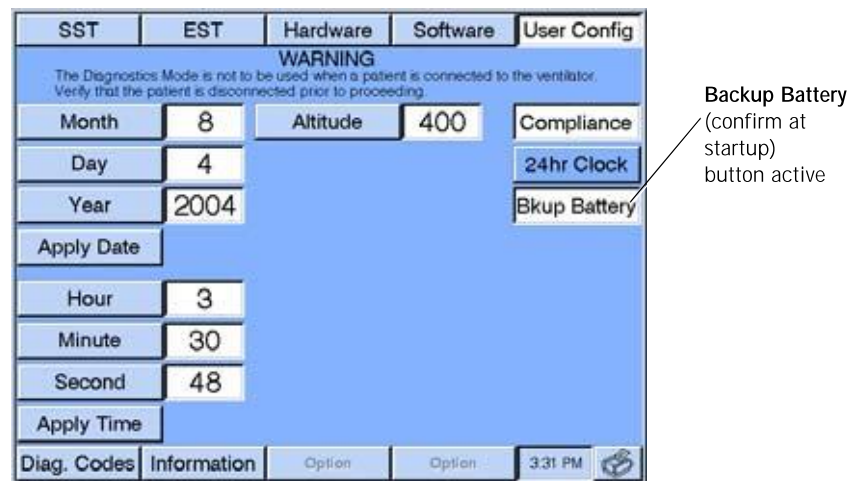 SST EST Hardware Software User Config
WARNING
The Diagnostics Mode is not to be used when a patient is connected to the ventilator.
Verify that the patient is disconnected prior to proceeding.
Month 8 Altitude 400 Compliance
Day 4 24hr Clock
Year 2004 Bkup Battery
Apply Date
Hour 3
Minute 30
Second 48
Apply Time
Diag. Codes Information Option Option 3:31 PM
Backup Battery
(confirm at
startup)
button active